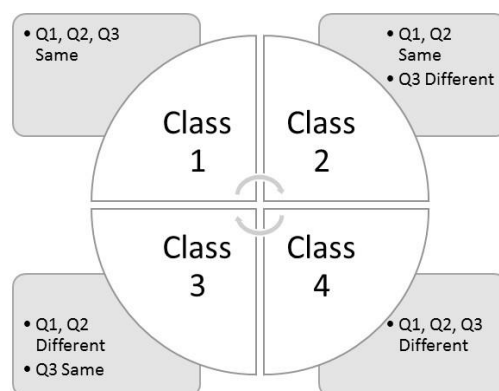 • Q1, Q2, Q3
Same
• Q1, Q2
Same
• Q3 Different
Class
1
Class
2
Class
3
Class
4
• Q1, Q2
Different
• Q3 Same
• Q1, Q2, Q3
Different